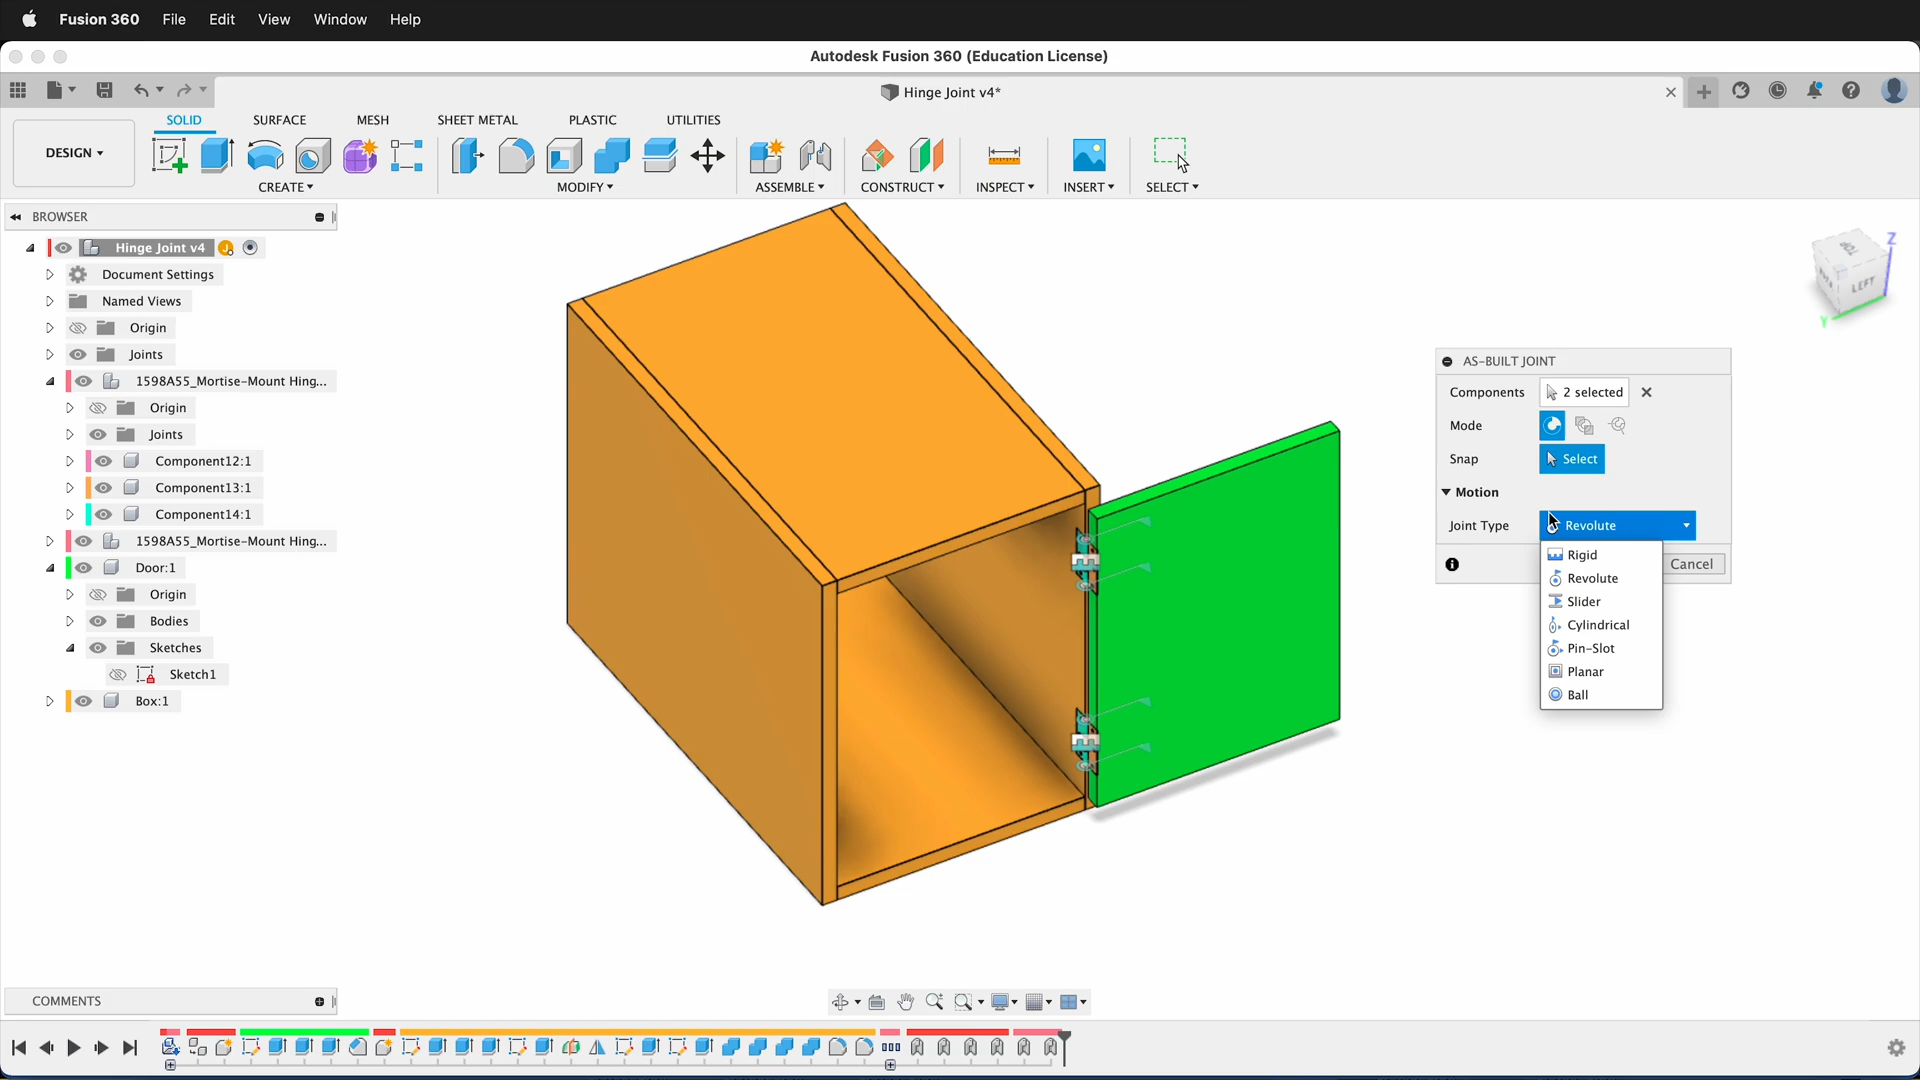 Fusion 360 File Edit View Window Help
Autodesk Fusion 360 (Education License)
Hinge Joint v4*
SOLID SURFACE MESH SHEET METAL PLASTIC UTILITIES
DESIGN
CREATE MODIFY ASSEMBLE CONSTRUCT INSPECT INSERT SELECT
BROWSER
Hinge Joint v4
Document Settings
Named Views
Origin
Joints
1598A55_Mortise-Mount Hing...
Origin
Joints
Component12:1
Component13:1
Component14:1
1598A55_Mortise-Mount Hing...
Door:1
Origin
Bodies
Sketches
Sketch1
Box:1
Z
TOP
LEFT
Y
AS-BUILT JOINT
Components 2 selected
Mode
Snap Select
Motion
Joint Type Revolute
Cancel
Rigid
Revolute
Slider
Cylindrical
Pin-Slot
Planar
Ball
COMMENTS